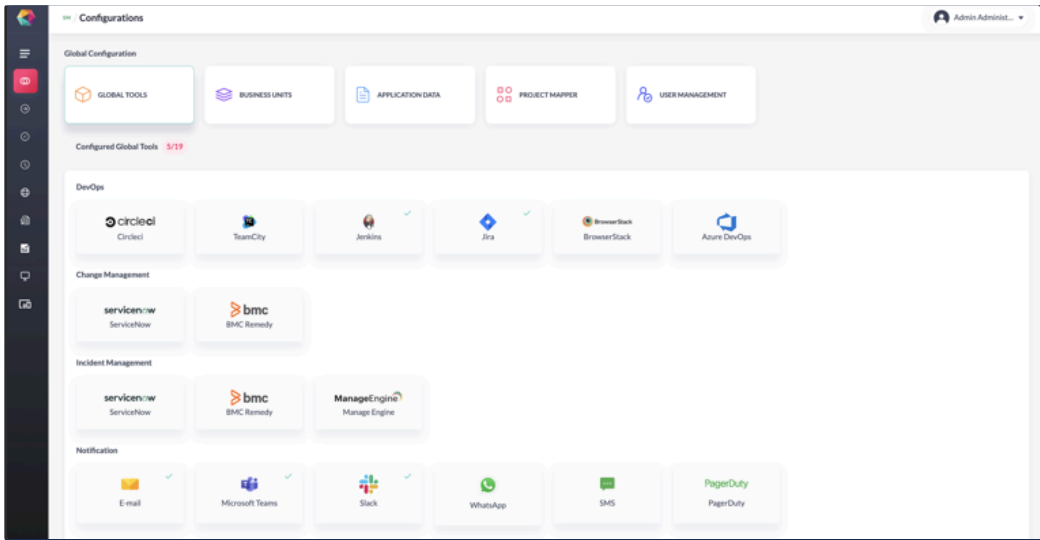 Configurations
Admin Administ...
Global Configuration
GLOBAL TOOLS
BUSINESS UNITS
APPLICATION DATA
PROJECT MAPPER
USER MANAGEMENT
Configured Global Tools 5/19
DevOps
circleci
Circleci
TeamCity
Jenkins
Jira
BrowserStack
BrowserStack
Azure DevOps
Change Management
servicenow
ServiceNow
bmc
BMC Remedy
Incident Management
servicenow
ServiceNow
bmc
BMC Remedy
ManageEngine
Manage Engine
Notification
E-mail
Microsoft Teams
Slack
WhatsApp
SMS
PagerDuty
PagerDuty